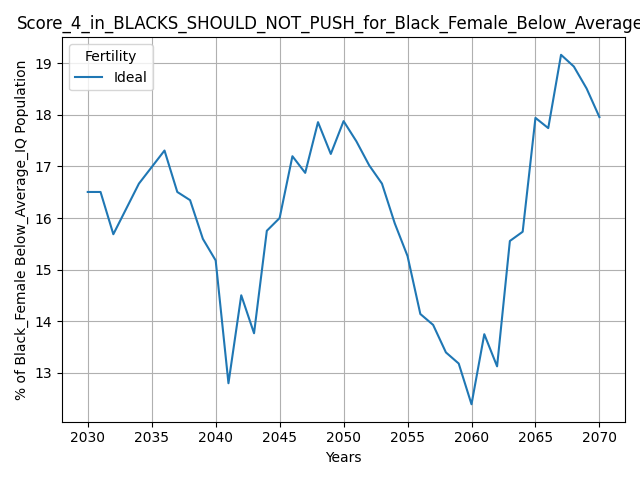 Score_4_in_BLACKS_SHOULD_NOT_PUSH_for_Black_Female_Below_Average
Fertility
Ideal
% of Black_Female Below_Average_IQ Population
19
18
17
16
15
14
13
2030 2035 2040 2045 2050 2055 2060 2065 2070
Years